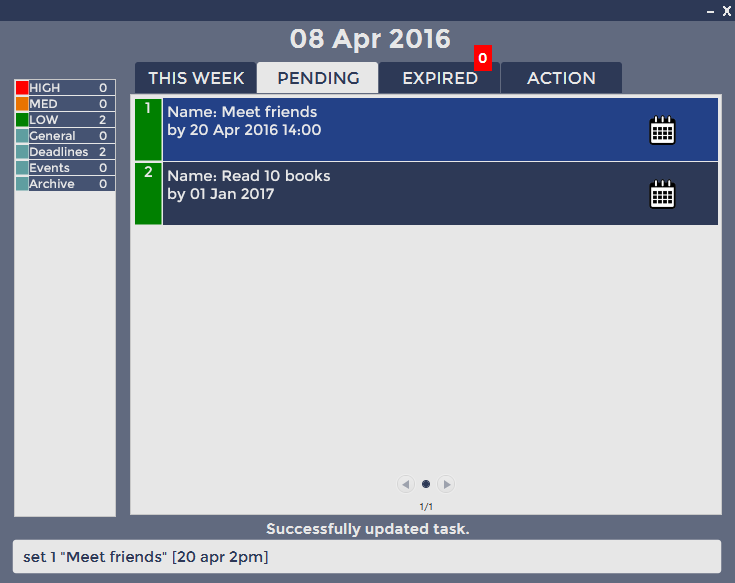 – X
08 Apr 2016
THIS WEEK
PENDING
EXPIRED
0
ACTION
HIGH 0
MED 0
LOW 2
General 0
Deadlines 2
Events 0
Archive 0
1
Name: Meet friends
by 20 Apr 2016 14:00
2
Name: Read 10 books
by 01 Jan 2017
1/1
Successfully updated task.
set 1 "Meet friends" [20 apr 2pm]